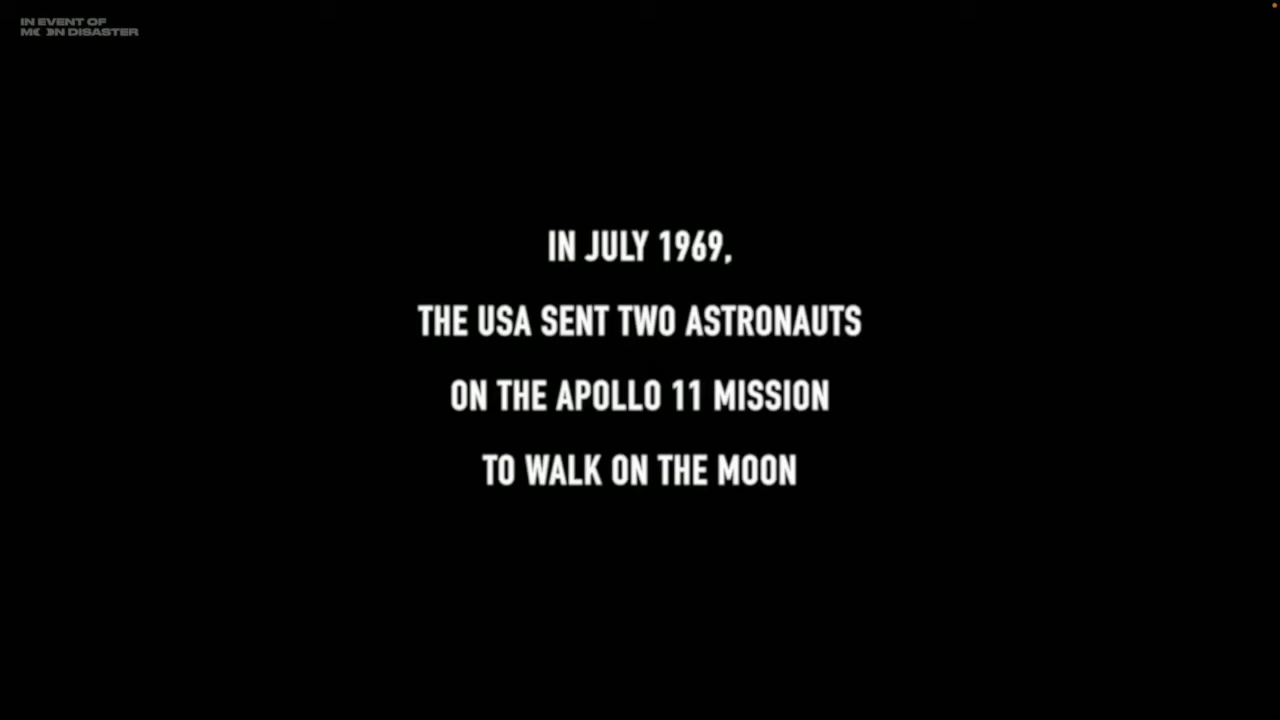 IN EVENT OF
MOON DISASTER
IN JULY 1969,
THE USA SENT TWO ASTRONAUTS
ON THE APOLLO 11 MISSION
TO WALK ON THE MOON